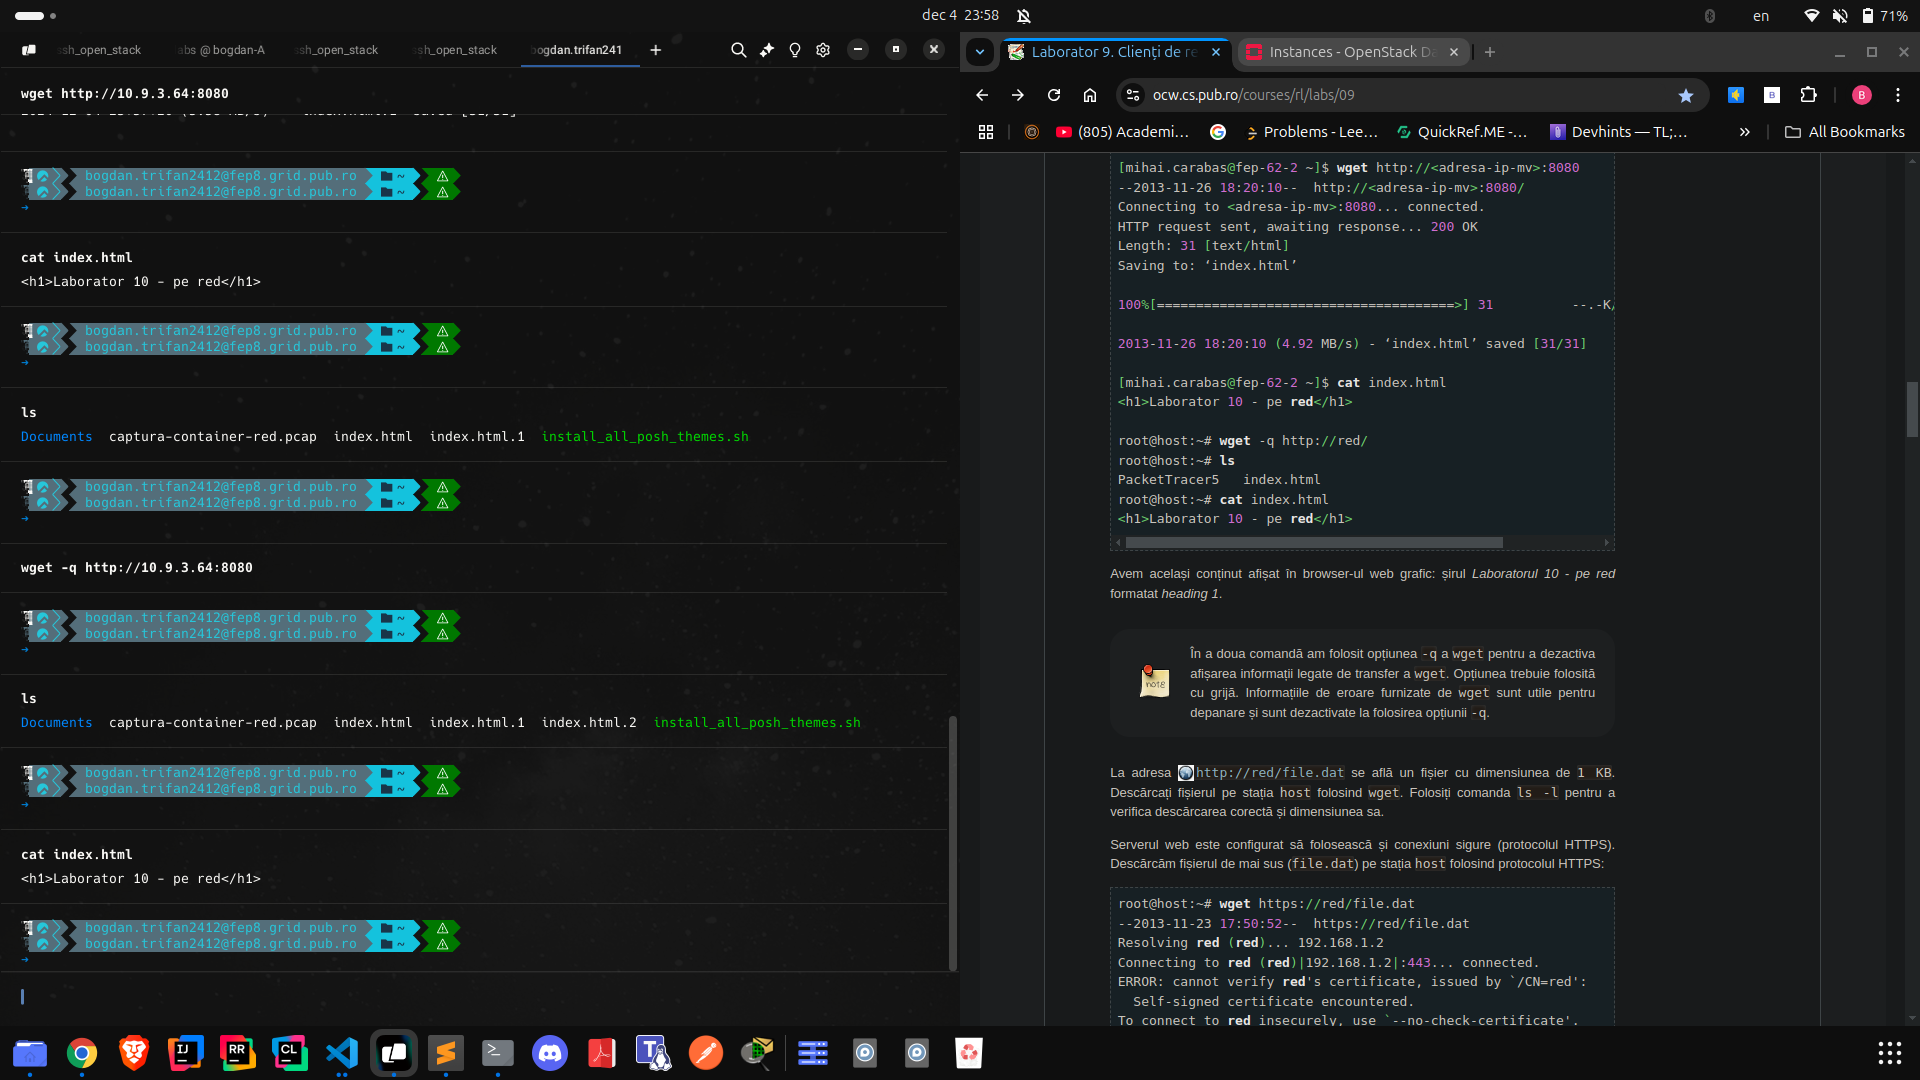 dec 4 23:58
en
71%
ssh_open_stack
abs @ bogdan-A
ssh_open_stack
ssh_open_stack
bogdan.trifan241
wget http://10.9.3.64:8080
bogdan.trifan2412@fep8.grid.pub.ro ~
bogdan.trifan2412@fep8.grid.pub.ro ~
cat index.html
<h1>Laborator 10 - pe red</h1>
bogdan.trifan2412@fep8.grid.pub.ro ~
bogdan.trifan2412@fep8.grid.pub.ro ~
ls
Documents captura-container-red.pcap index.html index.html.1 install_all_posh_themes.sh
bogdan.trifan2412@fep8.grid.pub.ro ~
bogdan.trifan2412@fep8.grid.pub.ro ~
wget -q http://10.9.3.64:8080
bogdan.trifan2412@fep8.grid.pub.ro ~
bogdan.trifan2412@fep8.grid.pub.ro ~
ls
Documents captura-container-red.pcap index.html index.html.1 index.html.2 install_all_posh_themes.sh
bogdan.trifan2412@fep8.grid.pub.ro ~
bogdan.trifan2412@fep8.grid.pub.ro ~
cat index.html
<h1>Laborator 10 - pe red</h1>
bogdan.trifan2412@fep8.grid.pub.ro ~
bogdan.trifan2412@fep8.grid.pub.ro ~
Laborator 9. Clienți de re
Instances - OpenStack Da
ocw.cs.pub.ro/courses/rl/labs/09
B
B
(805) Academi...
Problems - Lee...
QuickRef.ME -...
Devhints — TL;...
All Bookmarks
[mihai.carabas@fep-62-2 ~]$ wget http://<adresa-ip-mv>:8080
--2013-11-26 18:20:10-- http://<adresa-ip-mv>:8080/
Connecting to <adresa-ip-mv>:8080... connected.
HTTP request sent, awaiting response... 200 OK
Length: 31 [text/html]
Saving to: ‘index.html’
100%[======================================>] 31 --.-K/
2013-11-26 18:20:10 (4.92 MB/s) - ‘index.html’ saved [31/31]
[mihai.carabas@fep-62-2 ~]$ cat index.html
<h1>Laborator 10 - pe red</h1>
root@host:~# wget -q http://red/
root@host:~# ls
PacketTracer5 index.html
root@host:~# cat index.html
<h1>Laborator 10 - pe red</h1>
Avem același conținut afișat în browser-ul web grafic: șirul Laboratorul 10 - pe red
formatat heading 1.
note
În a doua comandă am folosit opțiunea -q a wget pentru a dezactiva
afișarea informații legate de transfer a wget. Opțiunea trebuie folosită
cu grijă. Informațiile de eroare furnizate de wget sunt utile pentru
depanare și sunt dezactivate la folosirea opțiunii -q.
La adresa http://red/file.dat se află un fișier cu dimensiunea de 1 KB.
Descărcați fișierul pe stația host folosind wget. Folosiți comanda ls -l pentru a
verifica descărcarea corectă și dimensiunea sa.
Serverul web este configurat să folosească și conexiuni sigure (protocolul HTTPS).
Descărcăm fișierul de mai sus (file.dat) pe stația host folosind protocolul HTTPS:
root@host:~# wget https://red/file.dat
--2013-11-23 17:50:52-- https://red/file.dat
Resolving red (red)... 192.168.1.2
Connecting to red (red)|192.168.1.2|:443... connected.
ERROR: cannot verify red's certificate, issued by `/CN=red':
Self-signed certificate encountered.
To connect to red insecurely, use `--no-check-certificate'.
IJ
RR
CL
T